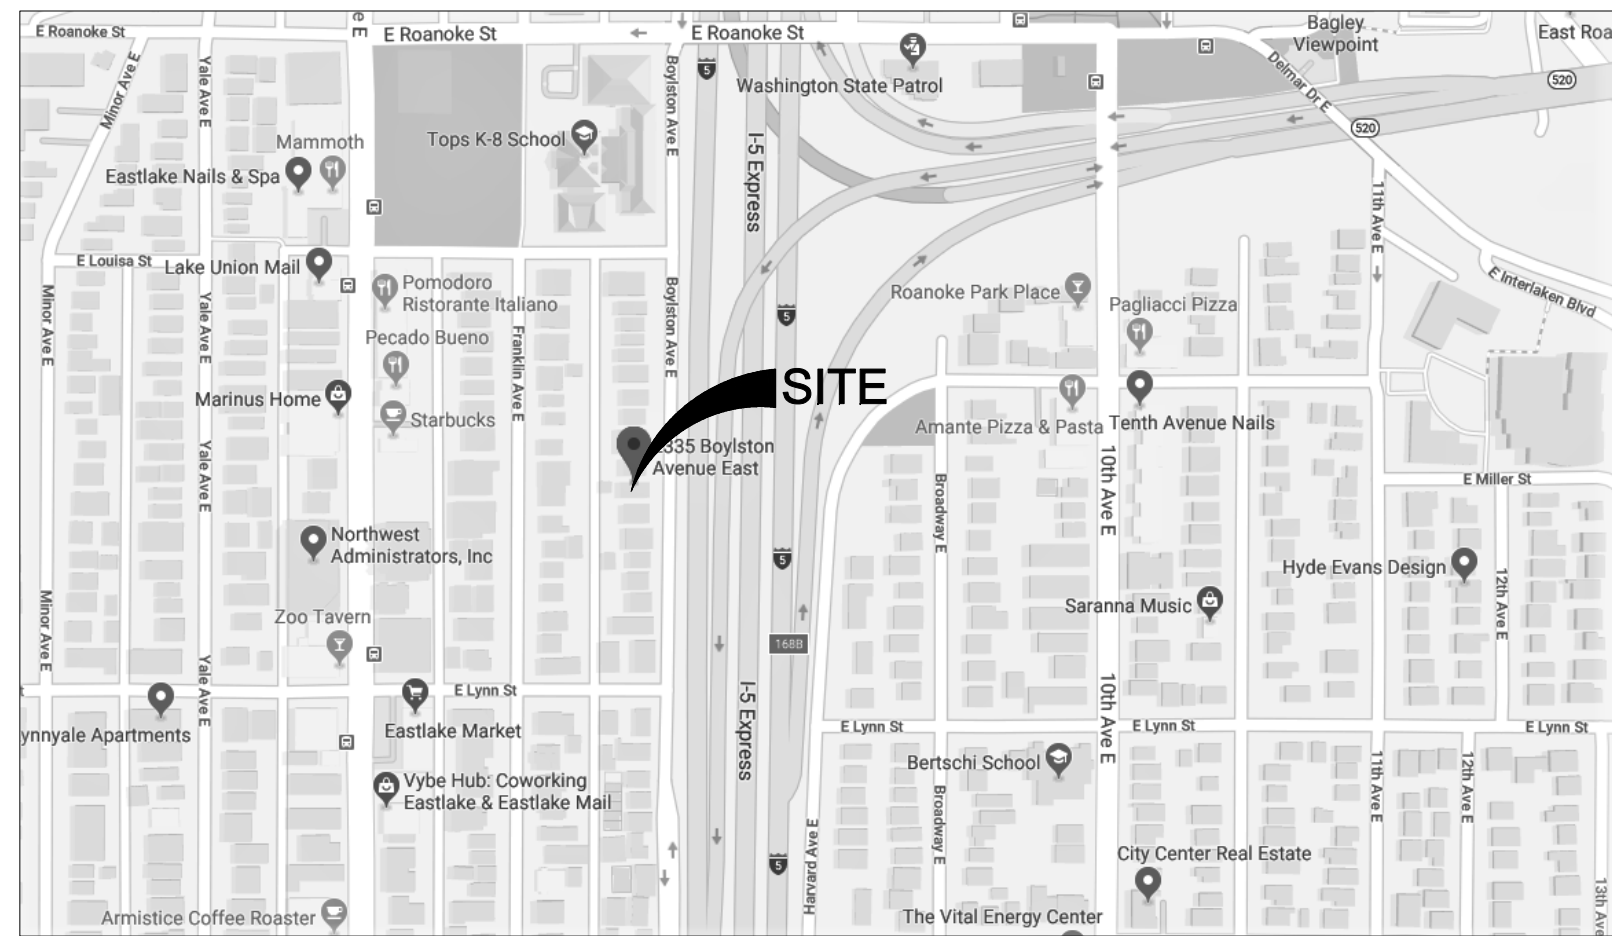 E Roanoke St
E Roanoke St
E Roanoke St
Bagley
Viewpoint
East Roa
Minor Ave E
Yale Ave E
Boylston Ave E
5
Washington State Patrol
Delmar Dr E
520
520
Mammoth
Tops K-8 School
I-5 Express
Eastlake Nails & Spa
11th Ave E
E Louisa St
Lake Union Mail
Pomodoro
Ristorante Italiano
Roanoke Park Place
Pagliacci Pizza
E Interlaken Blvd
Minor Ave E
Yale Ave E
Boylston Ave E
5
Pecado Bueno
Franklin Ave E
SITE
Marinus Home
Starbucks
Amante Pizza & Pasta
Tenth Avenue Nails
335 Boylston
Avenue East
Yale Ave E
Broadway E
10th Ave E
E Miller St
Northwest
Administrators, Inc
5
Hyde Evans Design
12th Ave E
Saranna Music
Minor Ave E
Zoo Tavern
168B
Yale Ave E
E Lynn St
I-5 Express
10th Ave E
ynnyale Apartments
Eastlake Market
E Lynn St
E Lynn St
E Lynn St
Bertschi School
Vybe Hub: Coworking
Eastlake & Eastlake Mail
Broadway E
11th Ave E
12th Ave E
Harvard Ave E
5
City Center Real Estate
13th Ave
Armistice Coffee Roaster
The Vital Energy Center